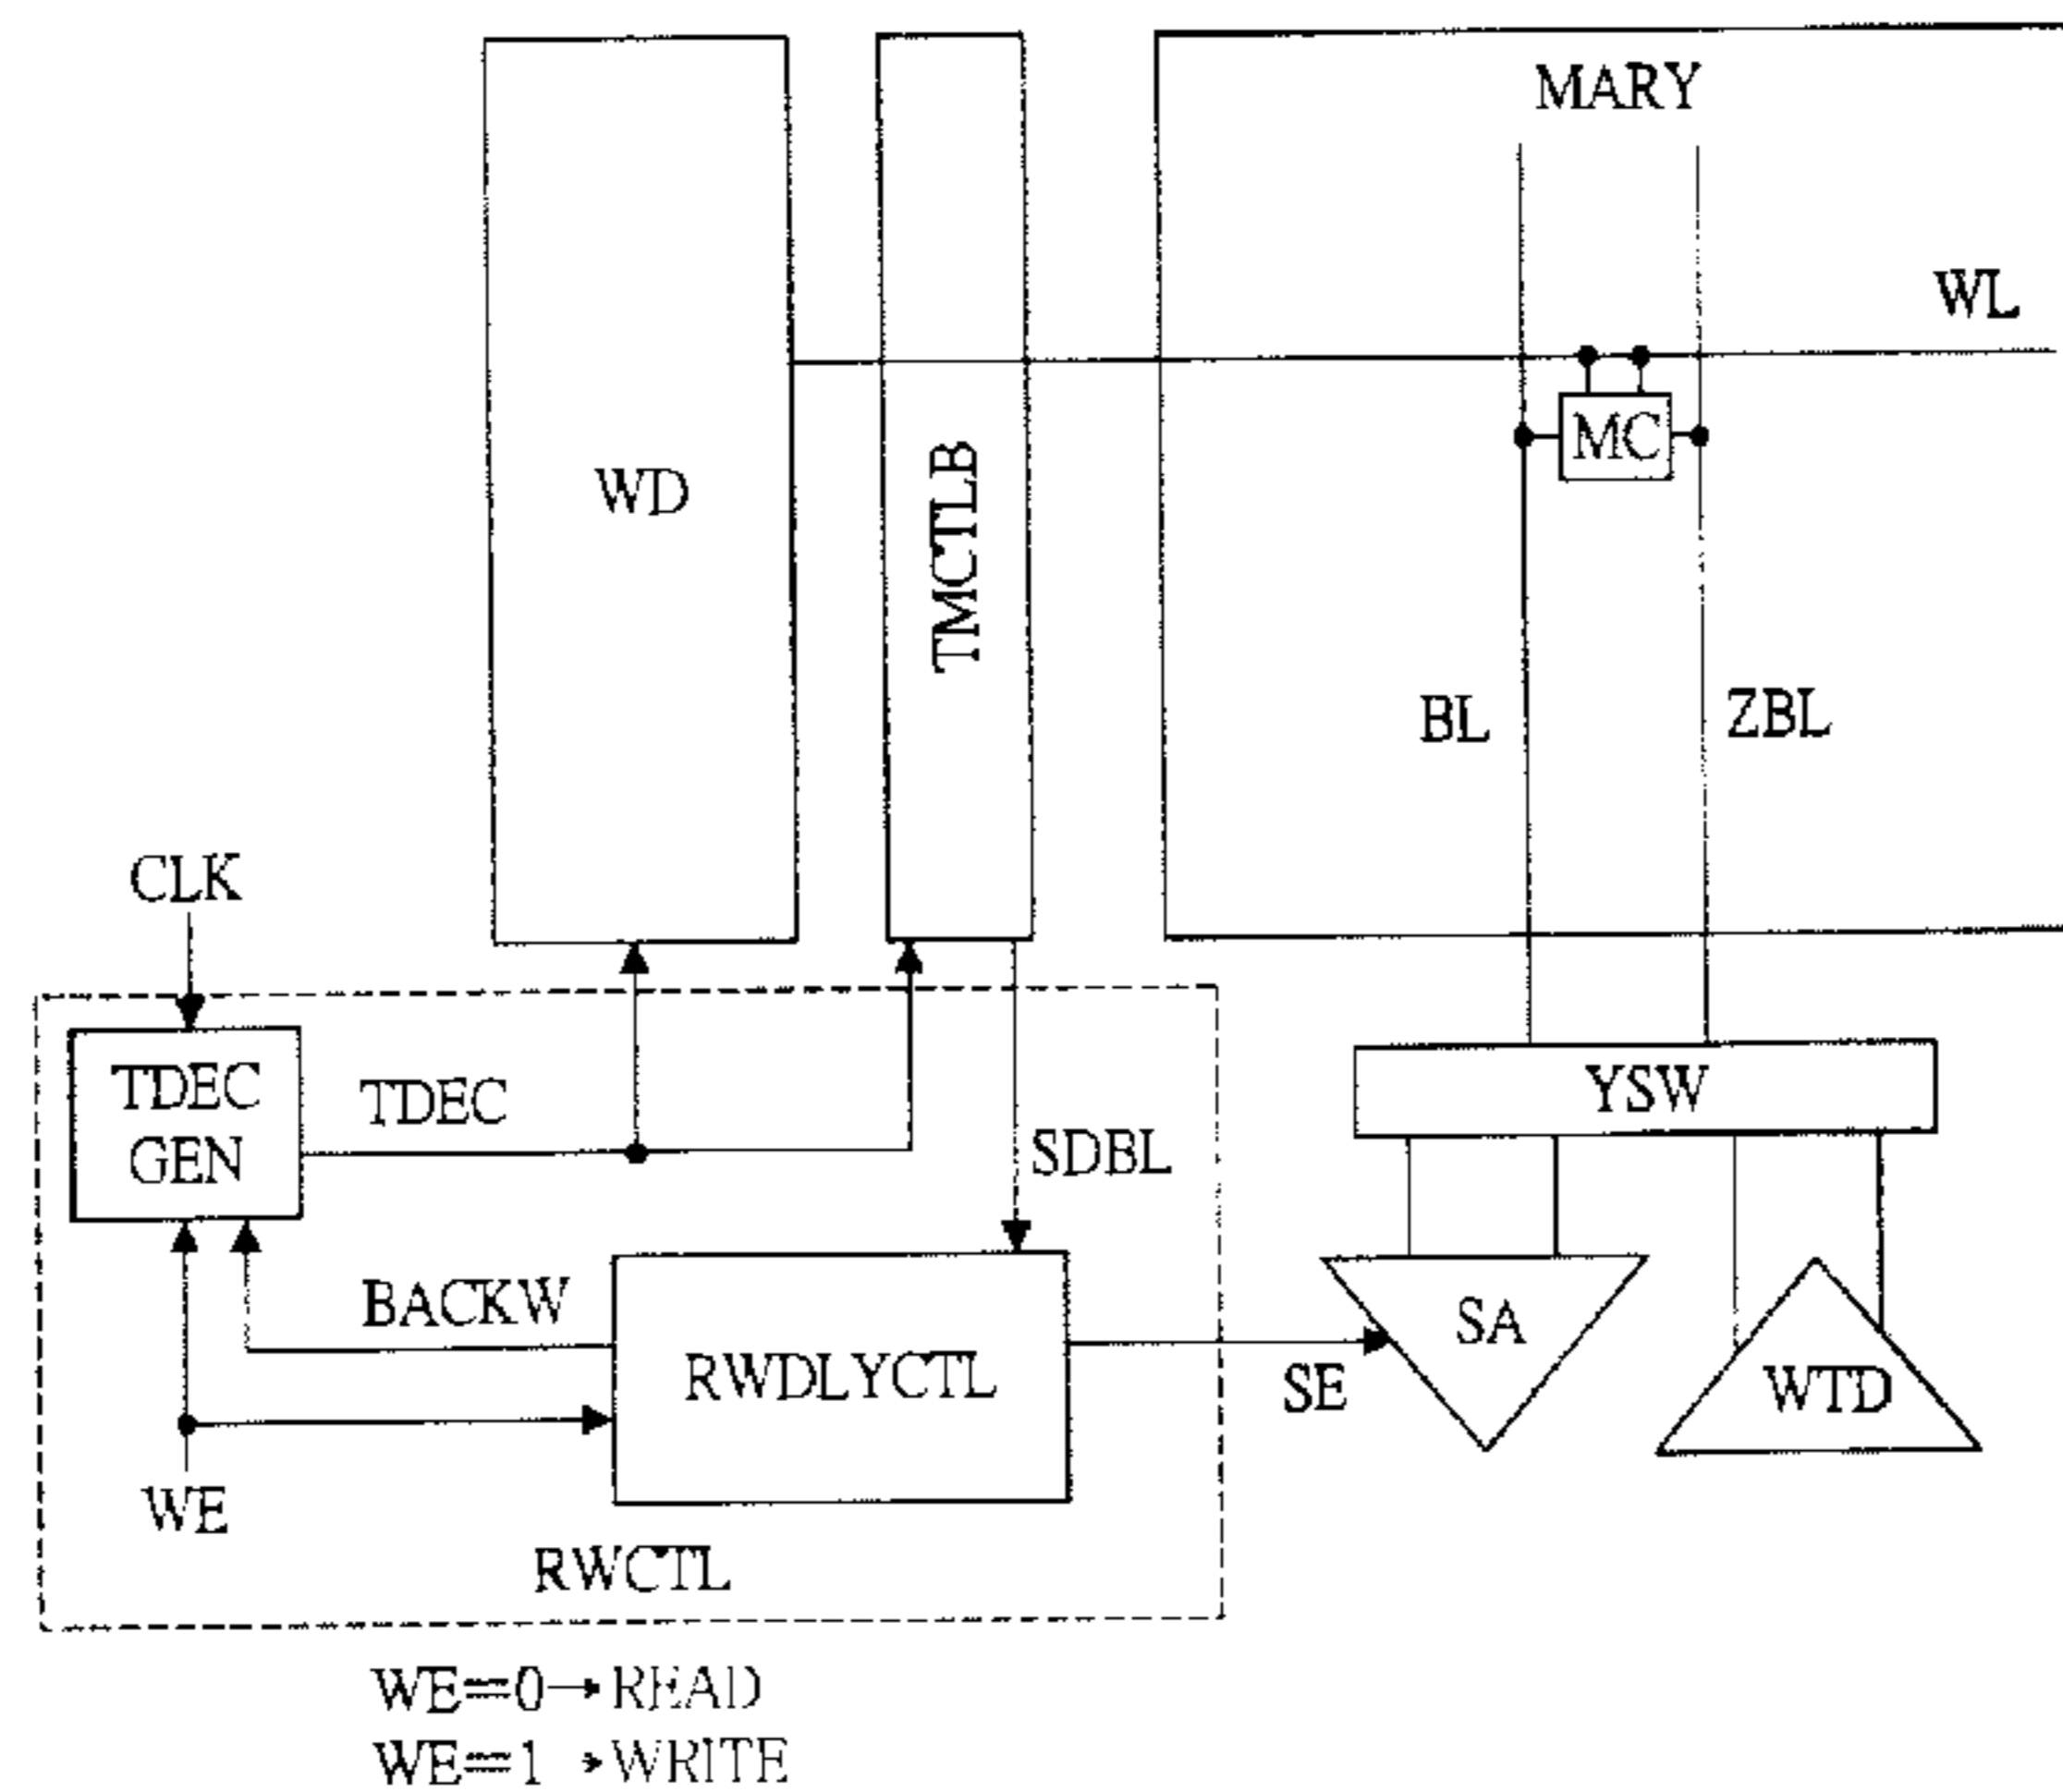 MARY
WL
MC
WD
TMCTLB
BL
ZBL
CLK
TDEC
GEN
TDEC
YSW
SDBL
BACKW
SA
RWDLYCTL
SE
WTD
WE
RWCTL
WE=0→READ
WE=1→WRITE